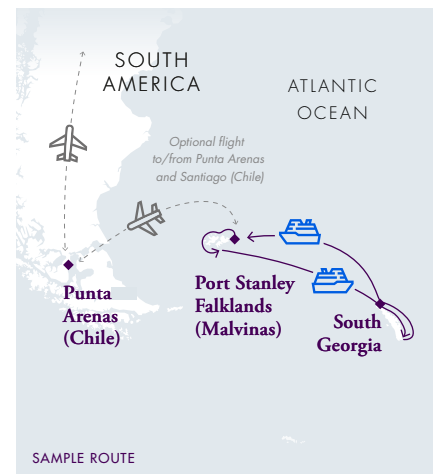 SOUTH
AMERICA
ATLANTIC
OCEAN
Optional flight
to/from Punta Arenas
and Santiago (Chile)
Punta
Arenas
(Chile)
Port Stanley
Falklands
(Malvinas)
South
Georgia
SAMPLE ROUTE